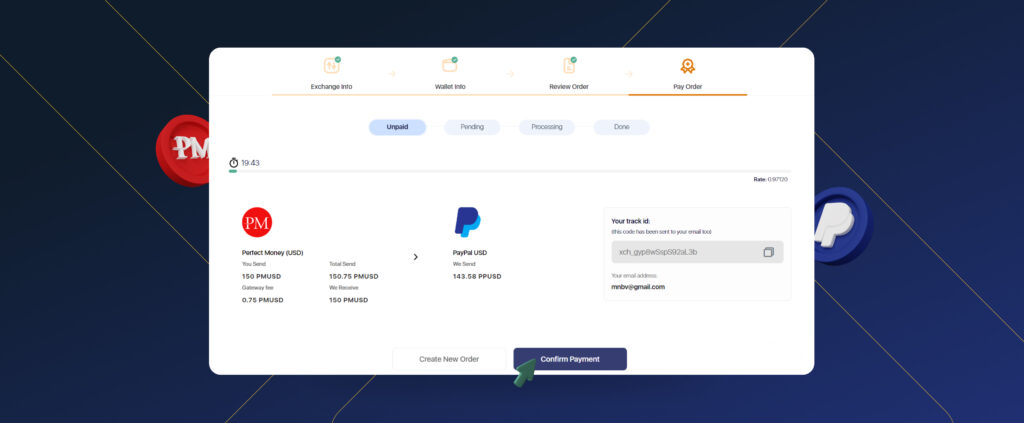 Exchange Info
Wallet Info
Review Order
Pay Order
Unpaid
Pending
Processing
Done
PM
19:43
Rate: 0.97120
PM
Perfect Money (USD)
You Send
Total Send
150 PMUSD
150.75 PMUSD
Gateway fee
We Receive
0.75 PMUSD
150 PMUSD
PayPal USD
We Send
143.58 PPUSD
Your track id:
(this code has been sent to your email too)
xch_gyp8wSspS92aL3b
Your email address
mnbv@gmail.com
Create New Order
Confirm Payment